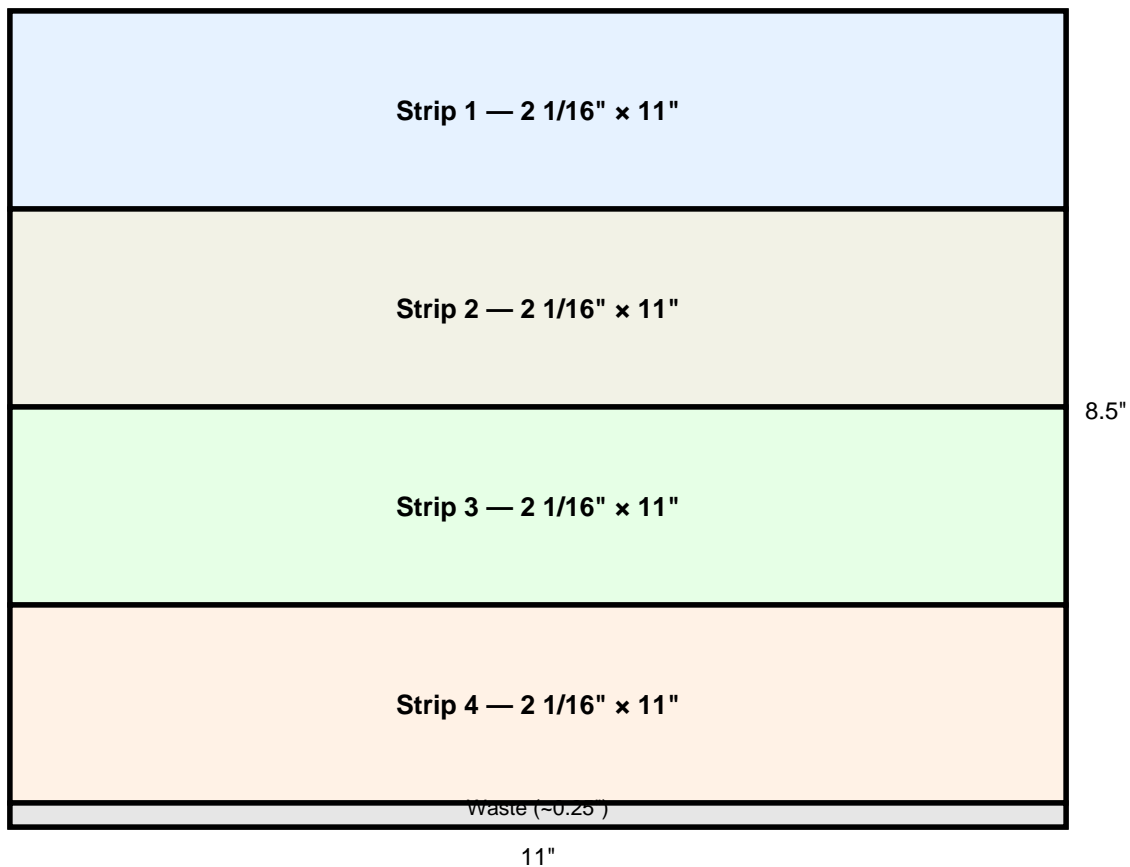 Strip 1 — 2 1/16" × 11"
Strip 2 — 2 1/16" × 11"
8.5"
Strip 3 — 2 1/16" × 11"
Strip 4 — 2 1/16" × 11"
Waste (~0.25")
11"